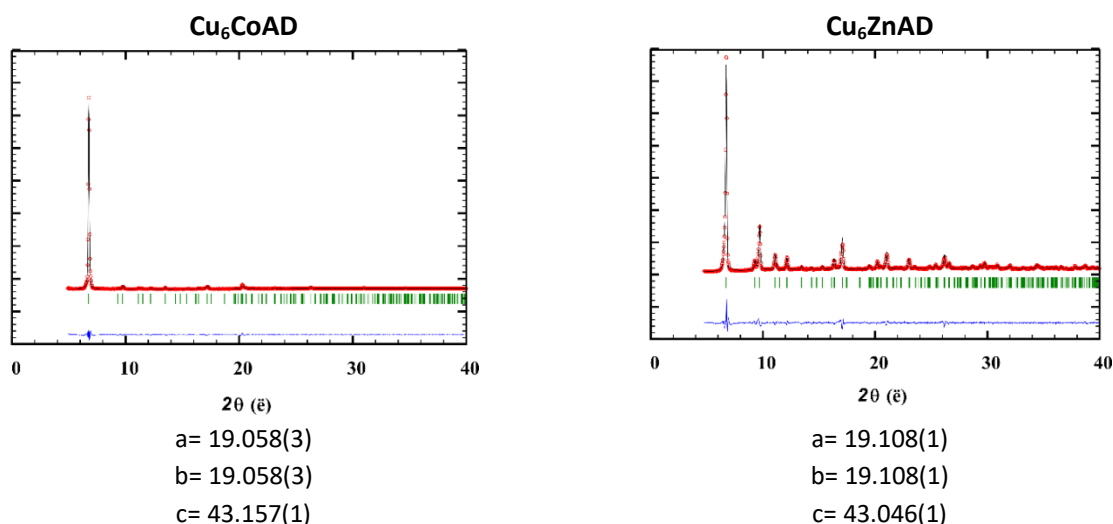 Cu₆CoAD
Cu₆ZnAD
0
10
20
30
40
2θ (ë)
a= 19.058(3)
b= 19.058(3)
c= 43.157(1)
0
10
20
30
40
2θ (ë)
a= 19.108(1)
b= 19.108(1)
c= 43.046(1)